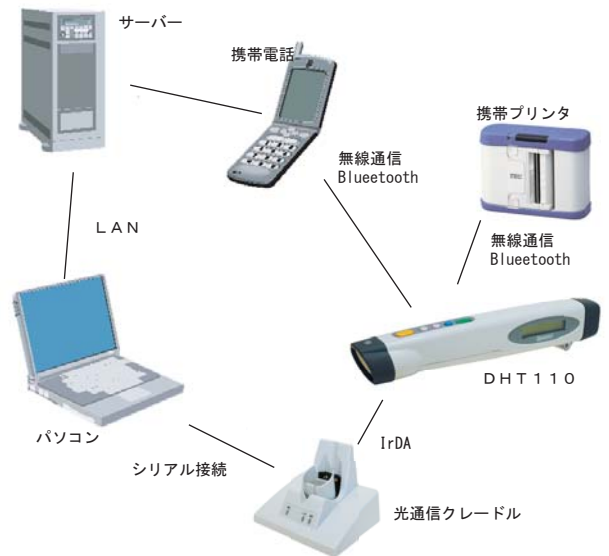 サーバー
携帯電話
携帯プリンタ
無線通信
Blueetooth
無線通信
Blueetooth
ＬＡＮ
ＤＨＴ１１０
パソコン
IrDA
シリアル接続
光通信クレードル